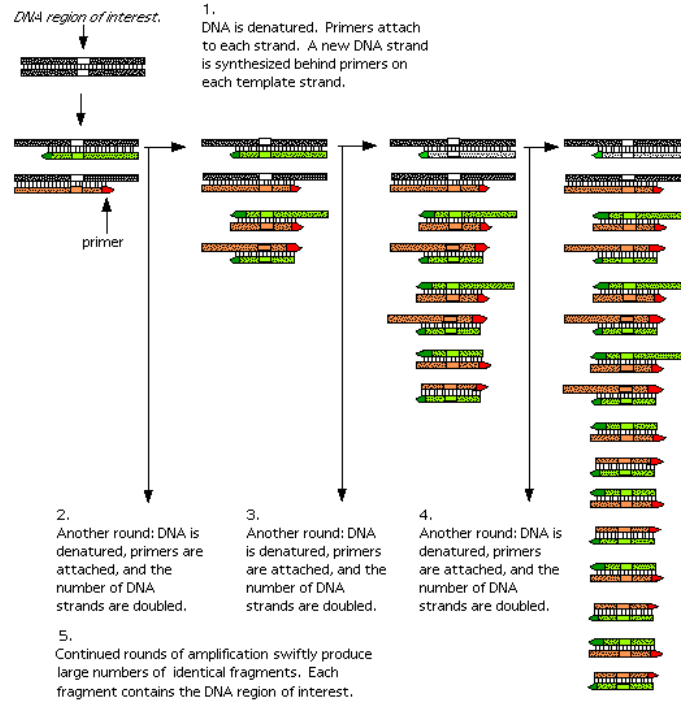 DNA region of interest.
1.
DNA is denatured. Primers attach
to each strand. A new DNA strand
is synthesized behind primers on
each template strand.
primer
2.
Another round: DNA is
denatured, primers are
attached, and the
number of DNA
strands are doubled.
3.
Another round: DNA
is denatured, primers
are attached, and the
number of DNA
strands are doubled.
4.
Another round: DNA is
denatured, primers
are attached, and the
number of DNA
strands are doubled.
5.
Continued rounds of amplification swiftly produce
large numbers of identical fragments. Each
fragment contains the DNA region of interest.